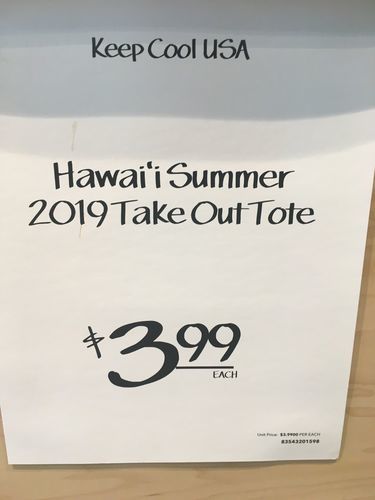 Keep Cool USA
Hawai'i Summer
2019 Take Out Tote
$3.99
EACH
Unit Price: $3.9900 PER EACH
83543201598